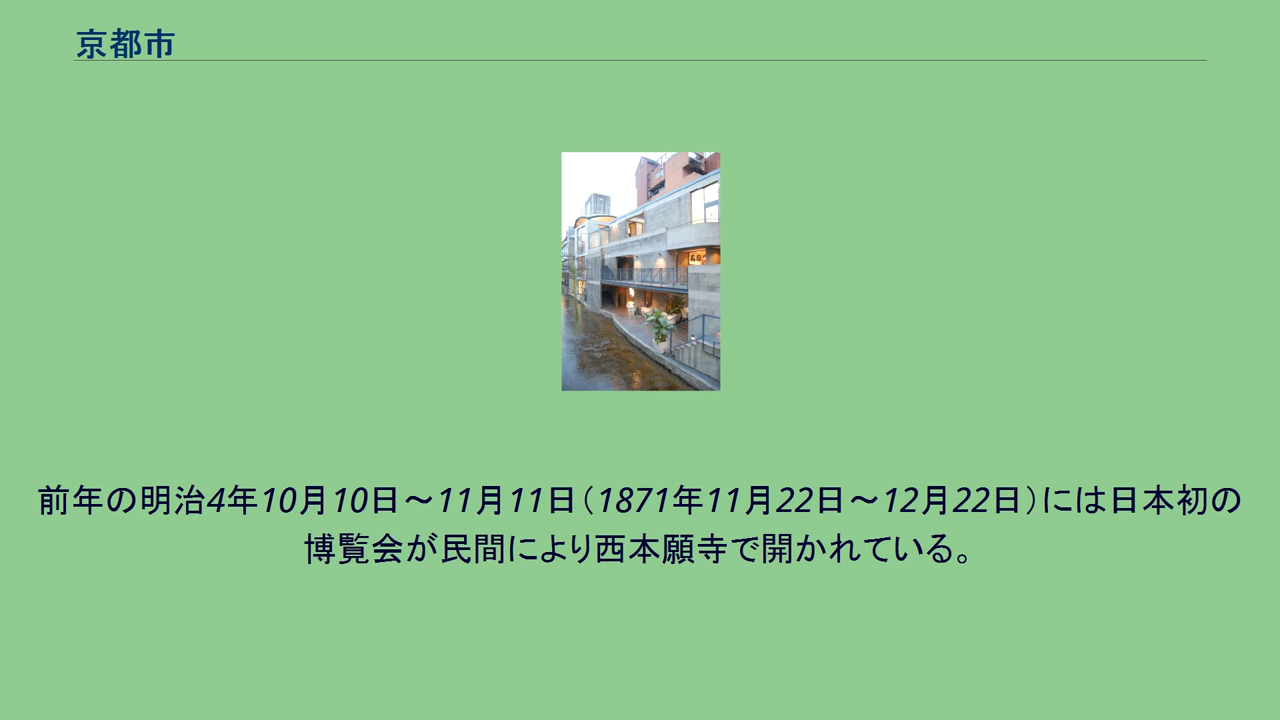 京都市
前年の明治4年10月10日～11月11日（1871年11月22日～12月22日）には日本初の
博覧会が民間により西本願寺で開かれている。